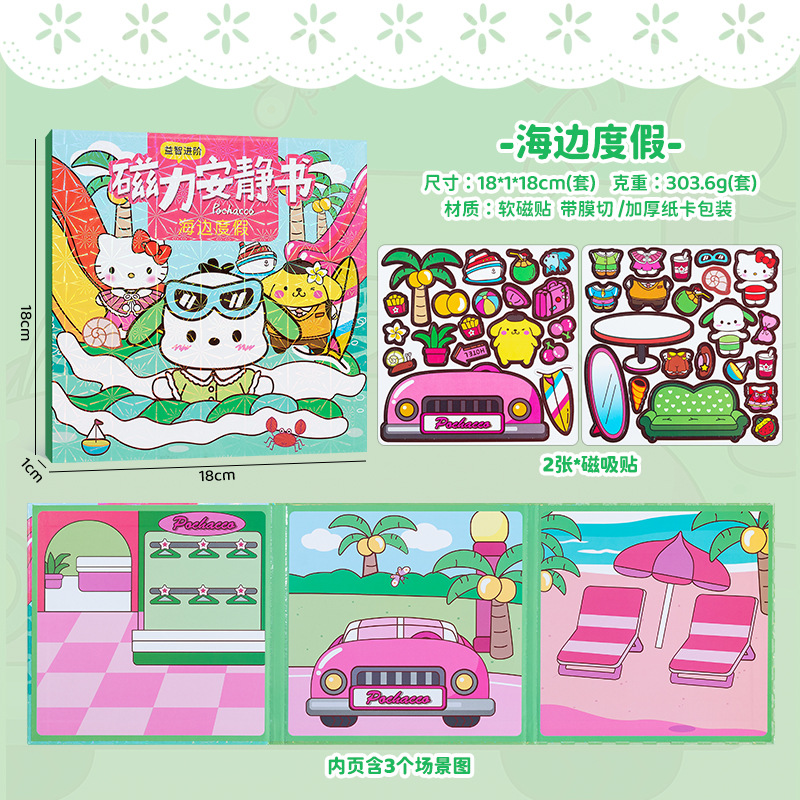 益智进阶
磁力安静书
Pochacco
海边度假
18cm
1cm
18cm
-海边度假-
尺寸：18*1*18cm(套) 克重：303.6g(套)
材质：软磁贴 带膜切 /加厚纸卡包装
HOTEL
Pochacco
2张*磁吸贴
Pochacco
Pochacco
内页含3个场景图